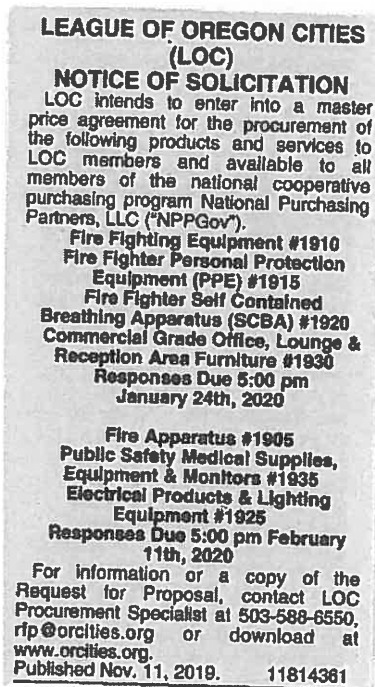 LEAGUE OF OREGON CITIES
(LOC)
NOTICE OF SOLICITATION
LOC intends to enter into a master
price agreement for the procurement of
the following products and services to
LOC members and available to all
members of the national cooperative
purchasing program National Purchasing
Partners, LLC ("NPPGov").
Fire Fighting Equipment #1910
Fire Fighter Personal Protection
Equipment (PPE) #1915
Fire Fighter Self Contained
Breathing Apparatus (SCBA) #1920
Commercial Grade Office, Lounge &
Reception Area Furniture #1930
Responses Due 5:00 pm
January 24th, 2020
Fire Apparatus #1905
Public Safety Medical Supplies,
Equipment & Monitors #1935
Electrical Products & Lighting
Equipment #1925
Responses Due 5:00 pm February
11th, 2020
For information or a copy of the
Request for Proposal, contact LOC
Procurement Specialist at 503-588-6550,
rfp@orcities.org or download at
www.orcities.org.
Published Nov. 11, 2019. 11814361